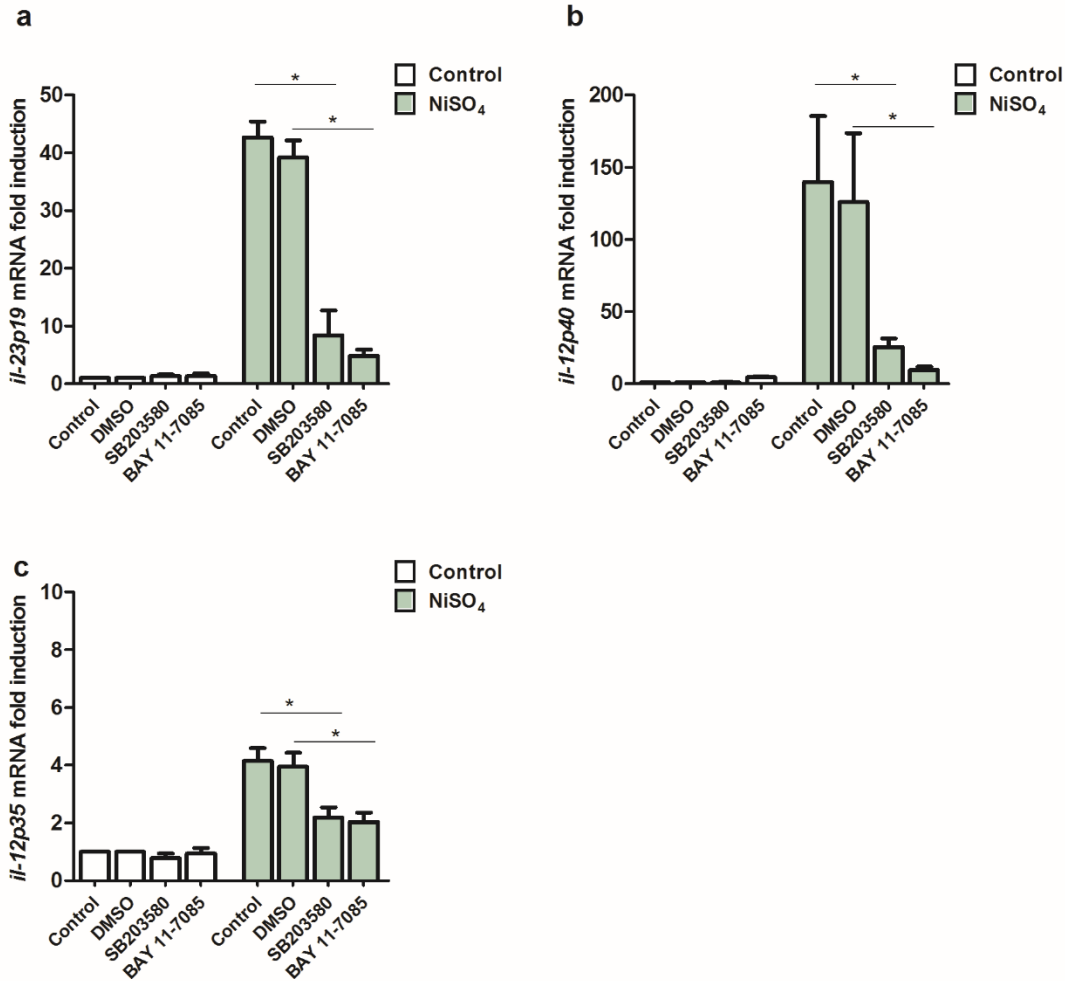 a
Control
NiSO₄
il-23p19 mRNA fold induction
50
40
30
20
10
0
*
*
Control
DMSO
SB203580
BAY 11-7085
Control
DMSO
SB203580
BAY 11-7085
b
Control
NiSO₄
il-12p40 mRNA fold induction
200
150
100
50
0
*
*
Control
DMSO
SB203580
BAY 11-7085
Control
DMSO
SB203580
BAY 11-7085
c
Control
NiSO₄
il-12p35 mRNA fold induction
10
8
6
4
2
0
*
*
Control
DMSO
SB203580
BAY 11-7085
Control
DMSO
SB203580
BAY 11-7085